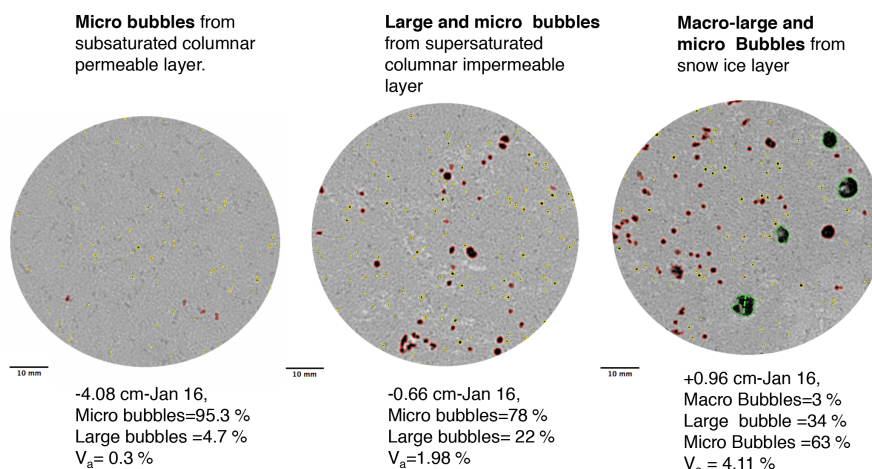 Micro bubbles from
subsaturated columnar
permeable layer.
Large and micro bubbles
from supersaturated
columnar impermeable
layer
Macro-large and
micro Bubbles from
snow ice layer
10 mm
10 mm
10 mm
-4.08 cm-Jan 16,
Micro bubbles=95.3 %
Large bubbles =4.7 %
Va= 0.3 %
-0.66 cm-Jan 16,
Micro bubbles=78 %
Large bubbles= 22 %
Va=1.98 %
+0.96 cm-Jan 16,
Macro Bubbles=3 %
Large bubble =34 %
Micro Bubbles =63 %
Va = 4.11 %